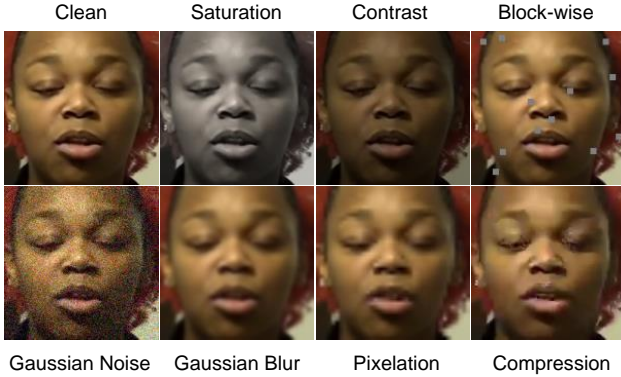 Clean Saturation Contrast Block-wise
Gaussian Noise Gaussian Blur Pixelation Compression